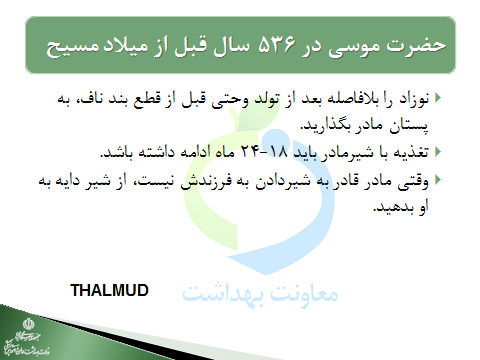 حضرت موسی در ۵۳۶ سال قبل از میلاد مسیح
نوزاد را بلافاصله بعد از تولد وحتی قبل از قطع بند ناف، به
پستان مادر بگذارید.
تغذیه با شیرمادر باید ۱۸-۲۴ ماه ادامه داشته باشد.
وقتی مادر قادر به شیردادن به فرزندش نیست، از شیر دایه به
او بدهید.
THALMUD
معاونت بهداشت